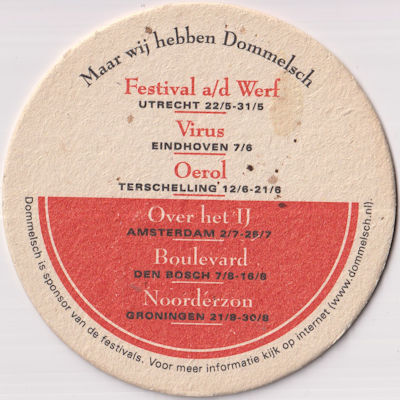 Maar wij hebben Dommelsch
Festival a/d Werf
UTRECHT 22/5-31/5
Virus
EINDHOVEN 7/6
Oerol
TERSCHELLING 12/6-21/6
Over het IJ
AMSTERDAM 2/7-25/7
Boulevard
DEN BOSCH 7/8-16/8
Noorderzon
GRONINGEN 21/8-30/8
Dommelsch is sponsor van de festivals. Voor meer informatie kijk op internet (www.dommelsch.nl).